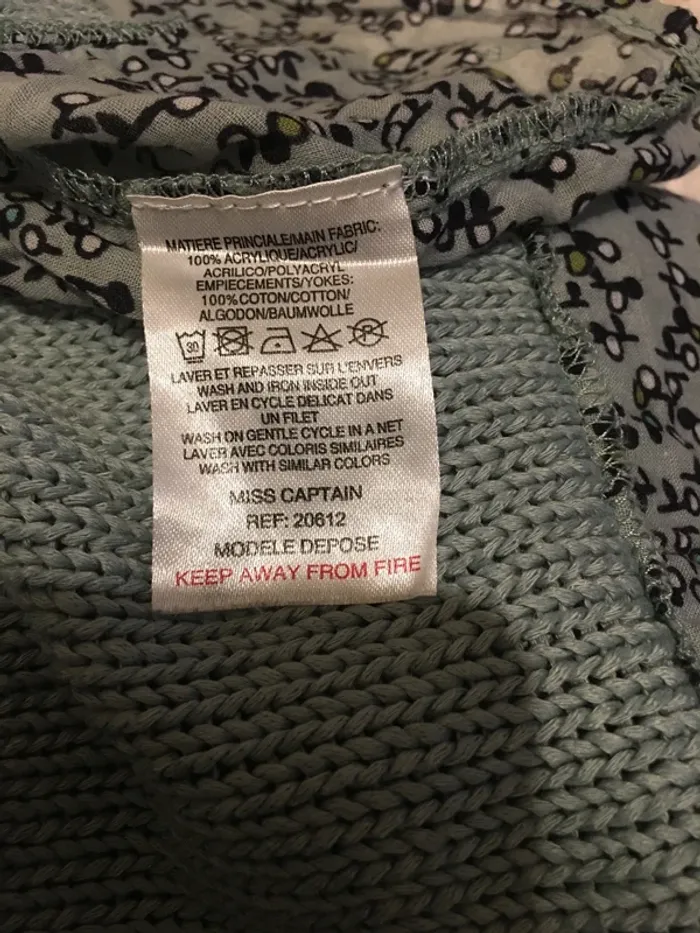 MATIERE PRINCIALE/MAIN FABRIC:
100% ACRYLIQUE/ACRYLIC/
ACRILICO/POLYACRYL
EMPIECEMENTS/YOKES:
100% COTON/COTTON/
ALGODON/BAUMWOLLE
30 P
LAVER ET REPASSER SUR L'ENVERS
WASH AND IRON INSIDE OUT
LAVER EN CYCLE DELICAT DANS
UN FILET
WASH ON GENTLE CYCLE IN A NET
LAVER AVEC COLORIS SIMILAIRES
WASH WITH SIMILAR COLORS
MISS CAPTAIN
REF: 20612
MODELE DEPOSE
KEEP AWAY FROM FIRE